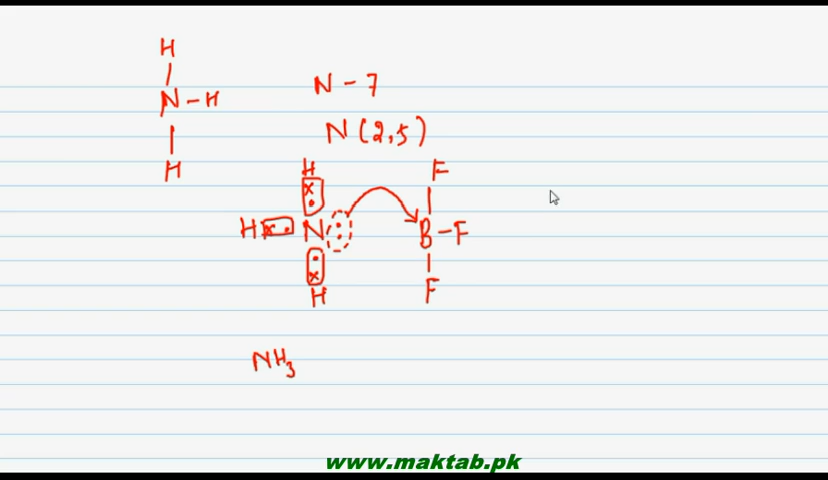 H
N - H
H
N - 7
N (2,5)
H
H x. N : 
x
.
.
x
H
F
B - F
F
NH3
www.maktab.pk